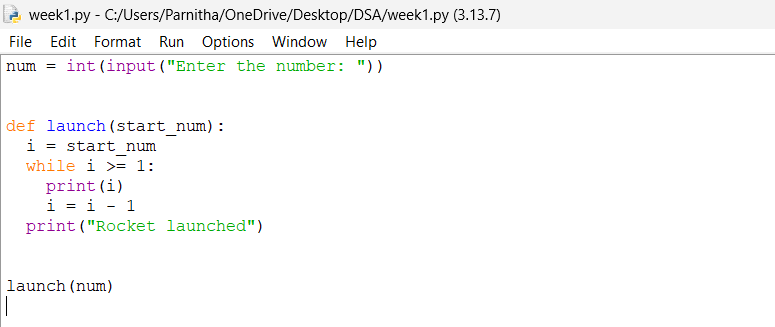 week1.py - C:/Users/Parnitha/OneDrive/Desktop/DSA/week1.py (3.13.7)
File Edit Format Run Options Window Help
num = int(input("Enter the number: "))
def launch(start_num):
  i = start_num
  while i >= 1:
    print(i)
    i = i - 1
  print("Rocket launched")
launch(num)